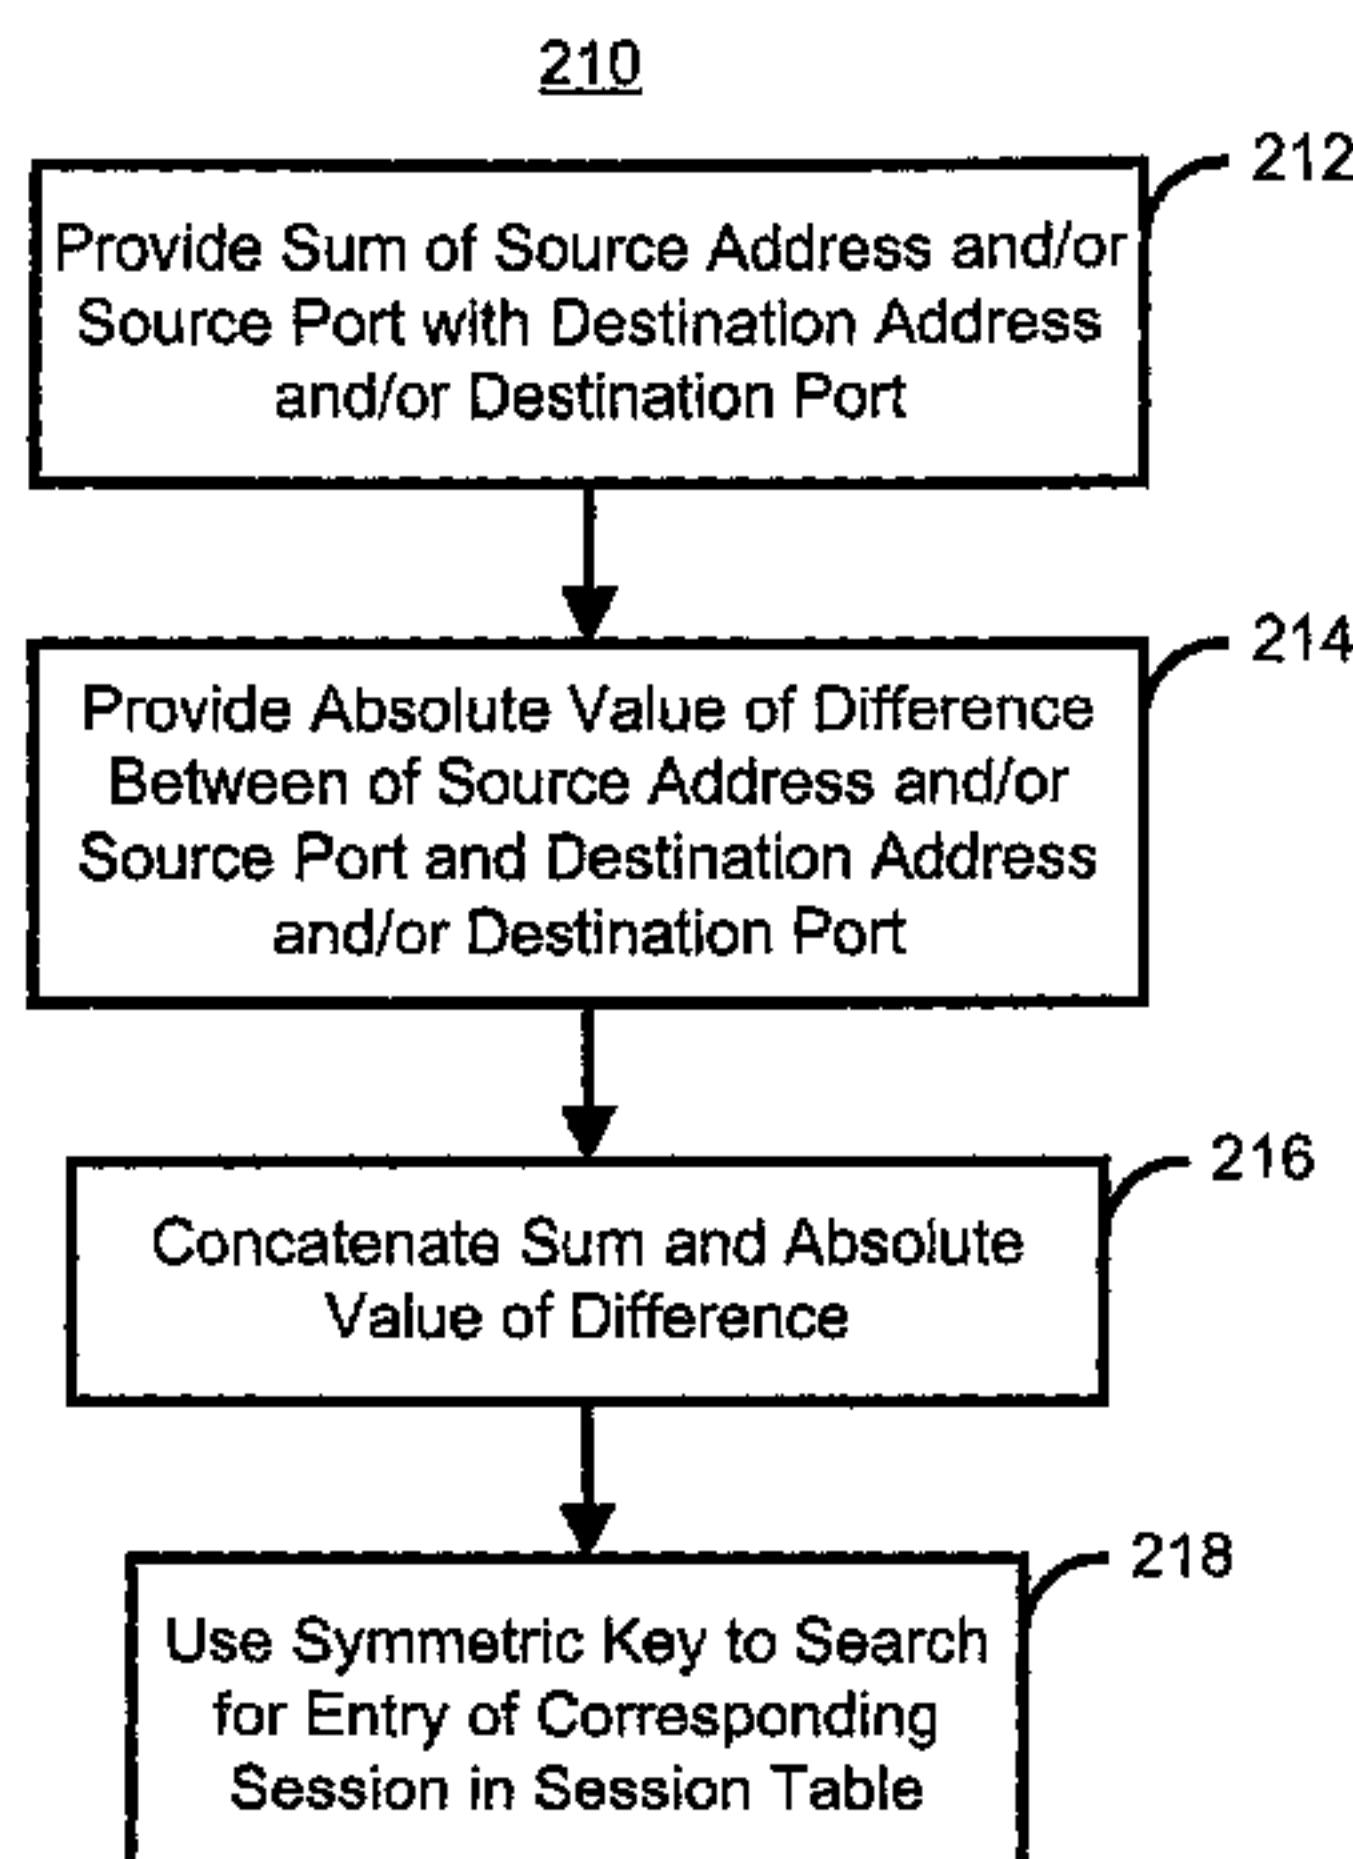 210
212
Provide Sum of Source Address and/or
Source Port with Destination Address
and/or Destination Port
214
Provide Absolute Value of Difference
Between of Source Address and/or
Source Port and Destination Address
and/or Destination Port
216
Concatenate Sum and Absolute
Value of Difference
218
Use Symmetric Key to Search
for Entry of Corresponding
Session in Session Table